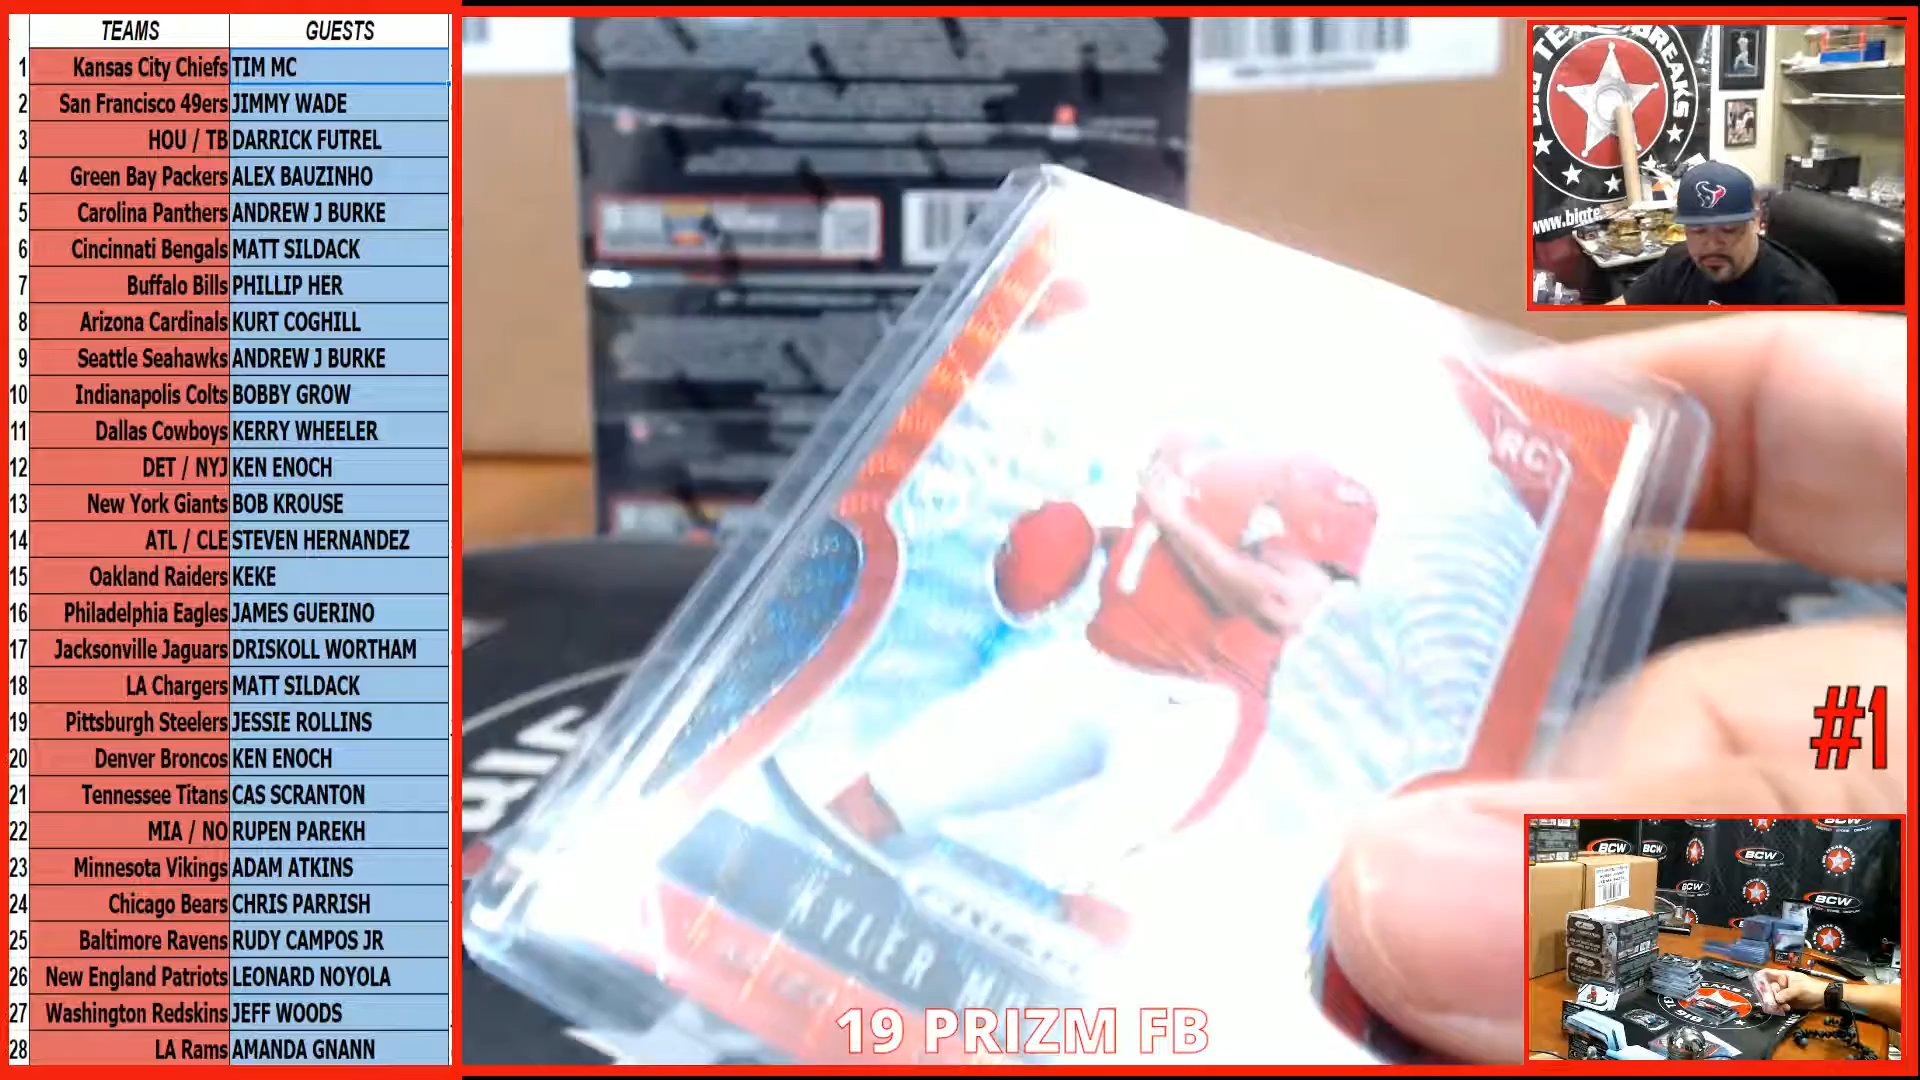 TEAMS GUESTS
1 Kansas City Chiefs TIM MC
2 San Francisco 49ers JIMMY WADE
3 HOU / TB DARRICK FUTREL
4 Green Bay Packers ALEX BAUZINHO
5 Carolina Panthers ANDREW J BURKE
6 Cincinnati Bengals MATT SILDACK
7 Buffalo Bills PHILLIP HER
8 Arizona Cardinals KURT COGHILL
9 Seattle Seahawks ANDREW J BURKE
10 Indianapolis Colts BOBBY GROW
11 Dallas Cowboys KERRY WHEELER
12 DET / NYJ KEN ENOCH
13 New York Giants BOB KROUSE
14 ATL / CLE STEVEN HERNANDEZ
15 Oakland Raiders KEKE
16 Philadelphia Eagles JAMES GUERINO
17 Jacksonville Jaguars DRISKOLL WORTHAM
18 LA Chargers MATT SILDACK
19 Pittsburgh Steelers JESSIE ROLLINS
20 Denver Broncos KEN ENOCH
21 Tennessee Titans CAS SCRANTON
22 MIA / NO RUPEN PAREKH
23 Minnesota Vikings ADAM ATKINS
24 Chicago Bears CHRIS PARRISH
25 Baltimore Ravens RUDY CAMPOS JR
26 New England Patriots LEONARD NOYOLA
27 Washington Redskins JEFF WOODS
28 LA Rams AMANDA GNANN
RC
KYLER
19 PRIZM FB
BREAKS
#1
BCW
BCW
BCW
BCW
BCW